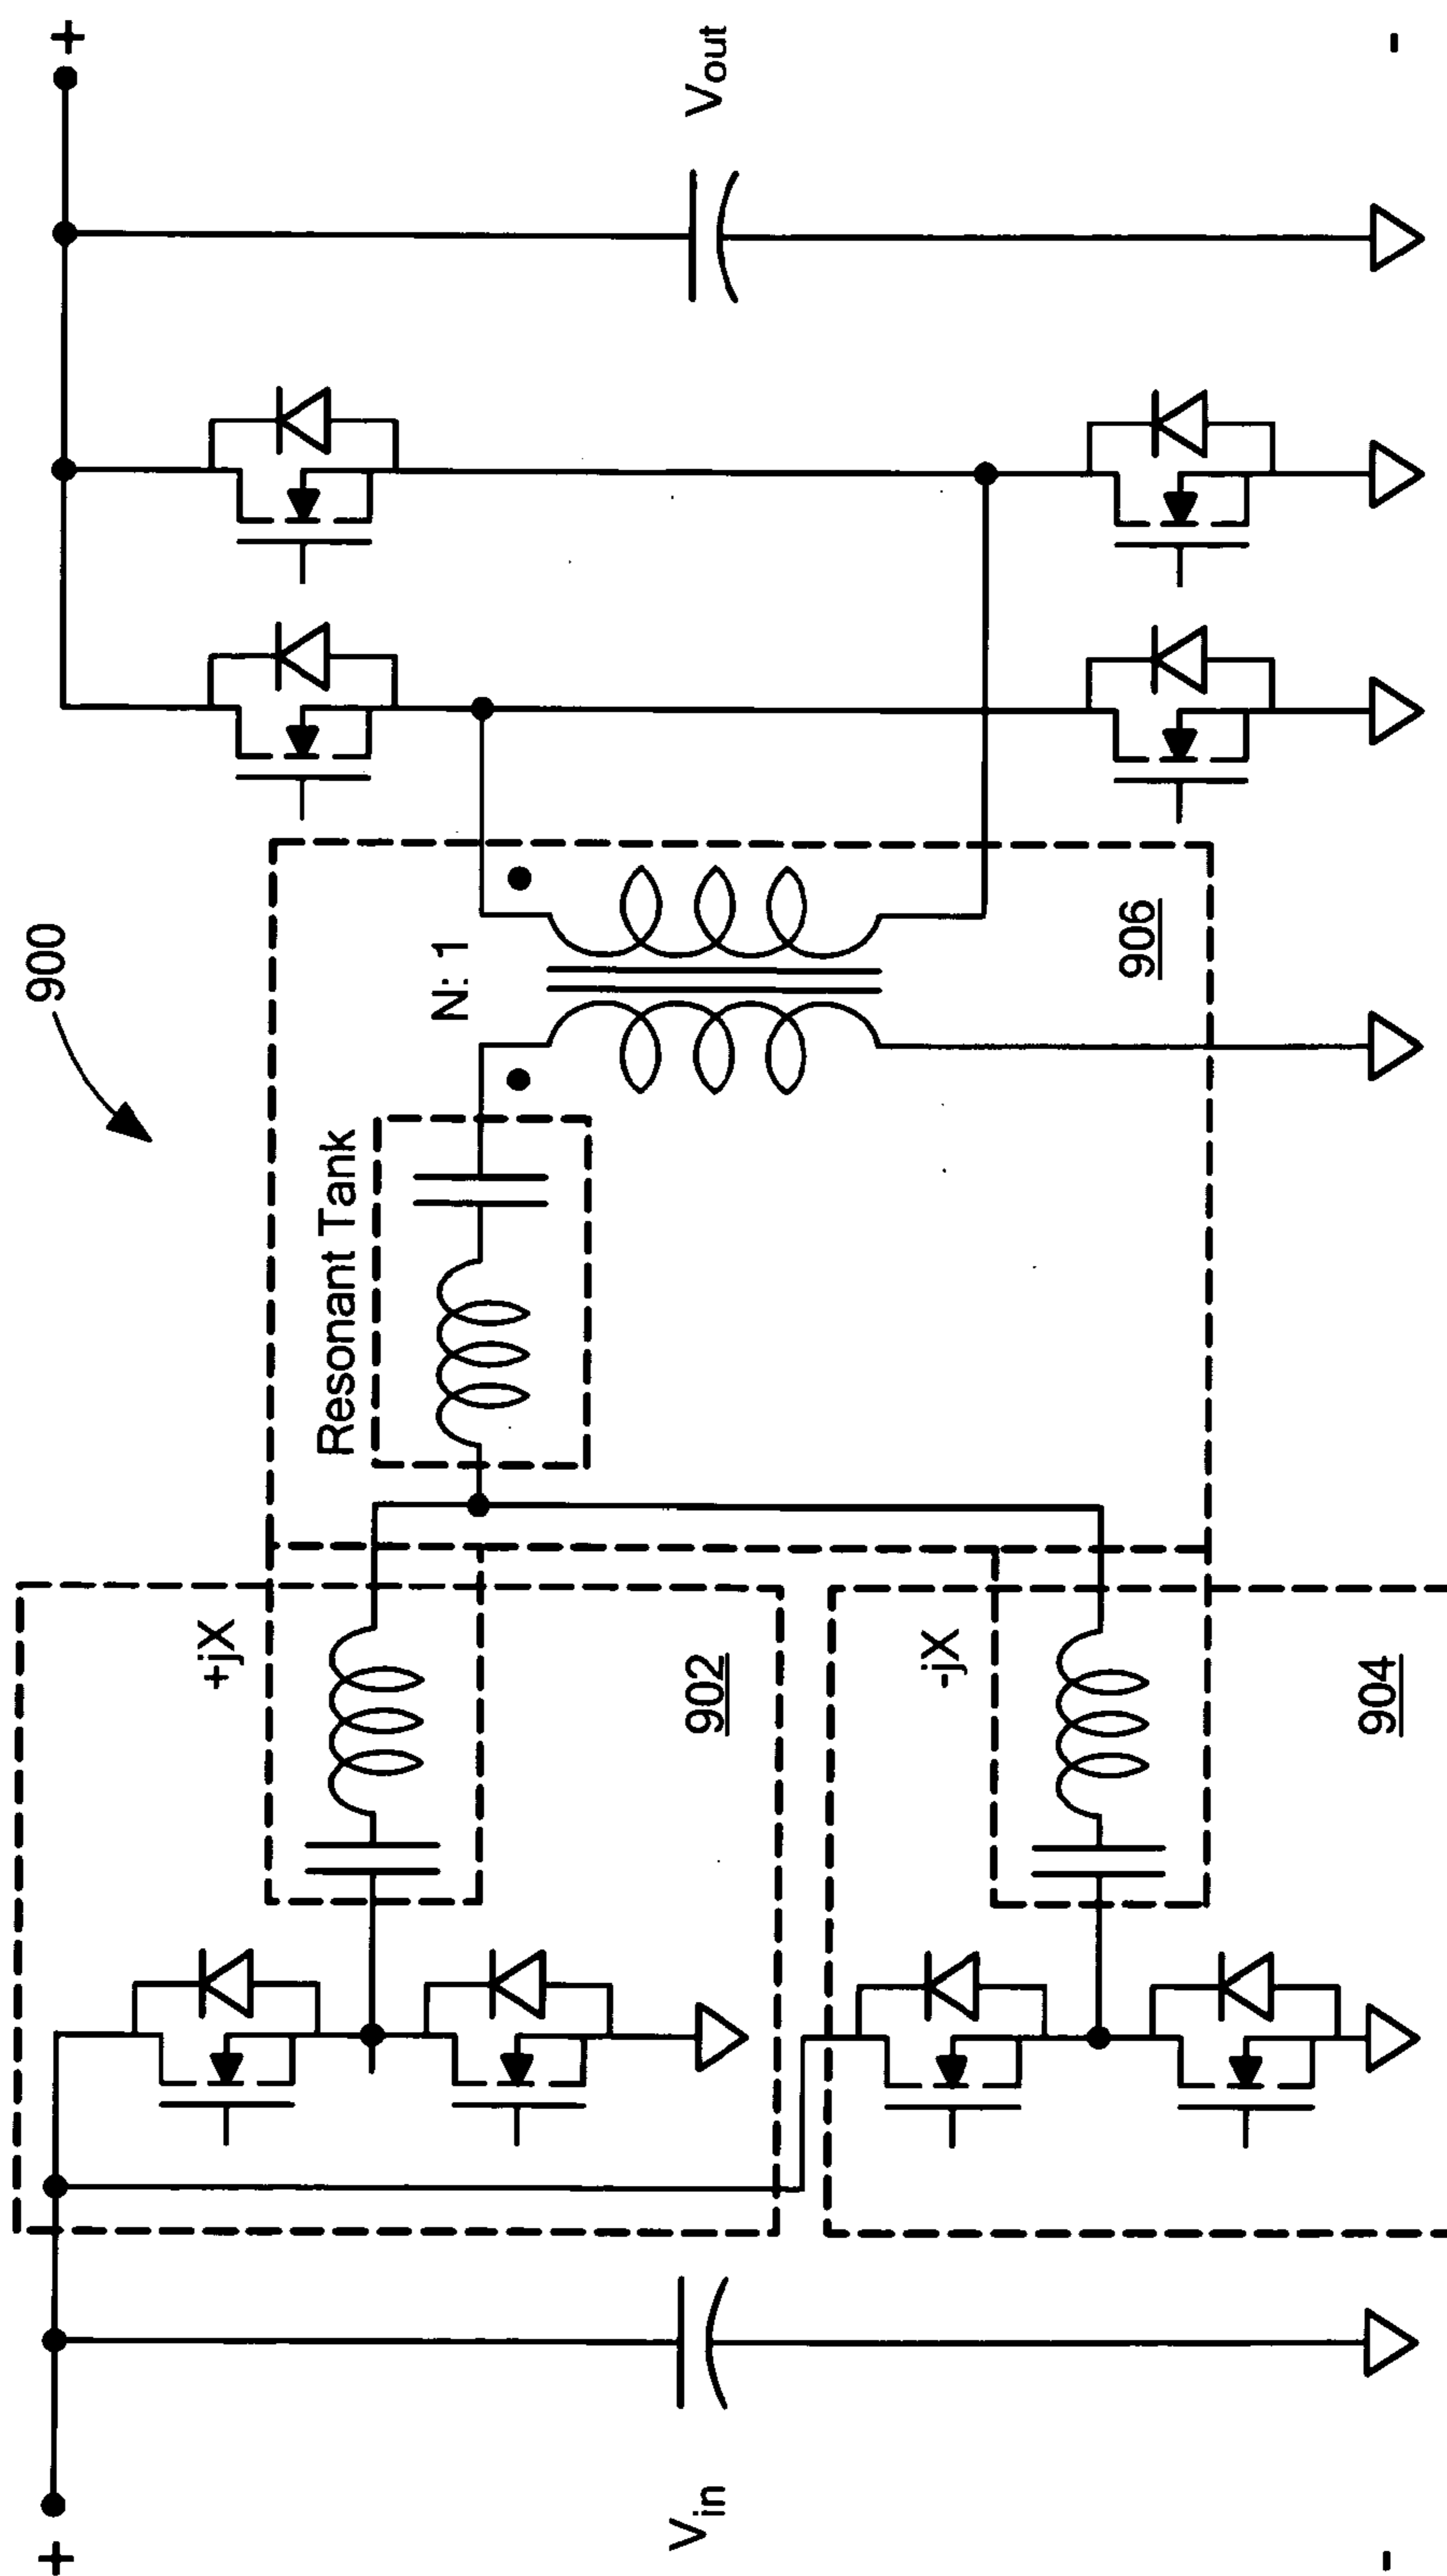 900
+
+
Vin
-
+jX
902
-jX
904
Resonant Tank
N: 1
906
Vout
-